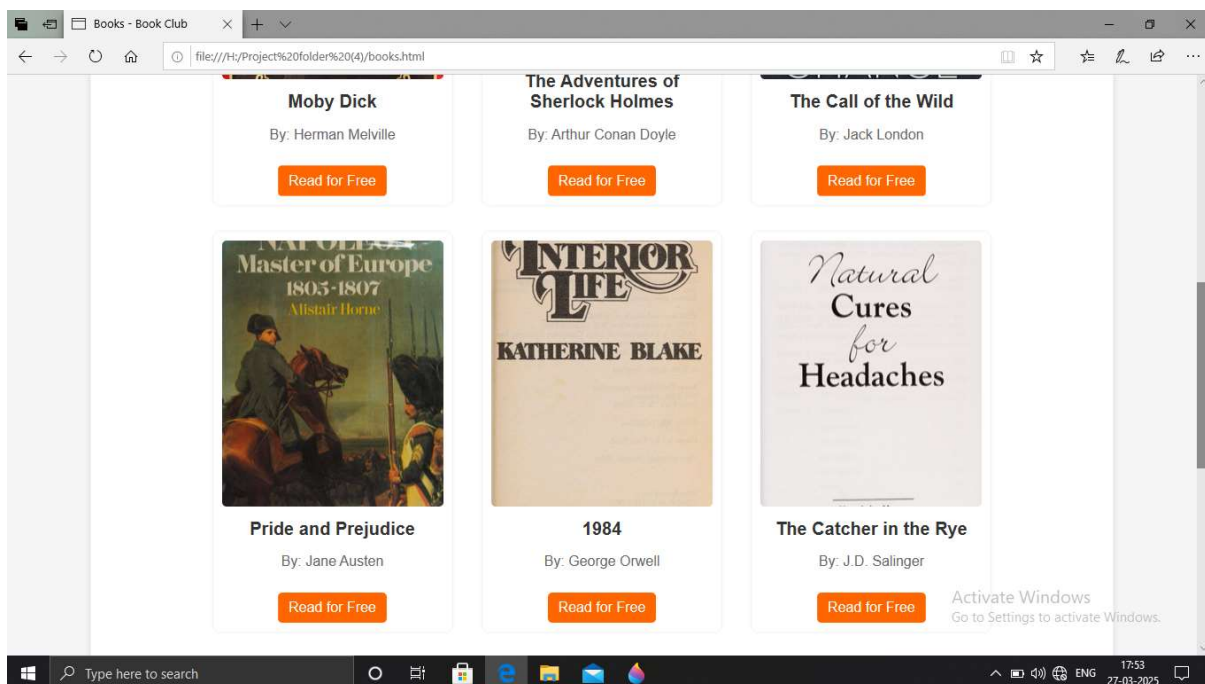 Books - Book Club
file:///H:/Project%20folder%20(4)/books.html
Moby Dick
By: Herman Melville
Read for Free
The Adventures of
Sherlock Holmes
By: Arthur Conan Doyle
Read for Free
CHANGE
The Call of the Wild
By: Jack London
Read for Free
NAPOLEON
Master of Europe
1805-1807
Alistair Horne
Pride and Prejudice
By: Jane Austen
Read for Free
INTERIOR
LIFE
KATHERINE BLAKE
1984
By: George Orwell
Read for Free
Natural
Cures
for
Headaches
The Catcher in the Rye
By: J.D. Salinger
Read for Free
Activate Windows
Go to Settings to activate Windows.
Type here to search
ENG
17:53
27-03-2025